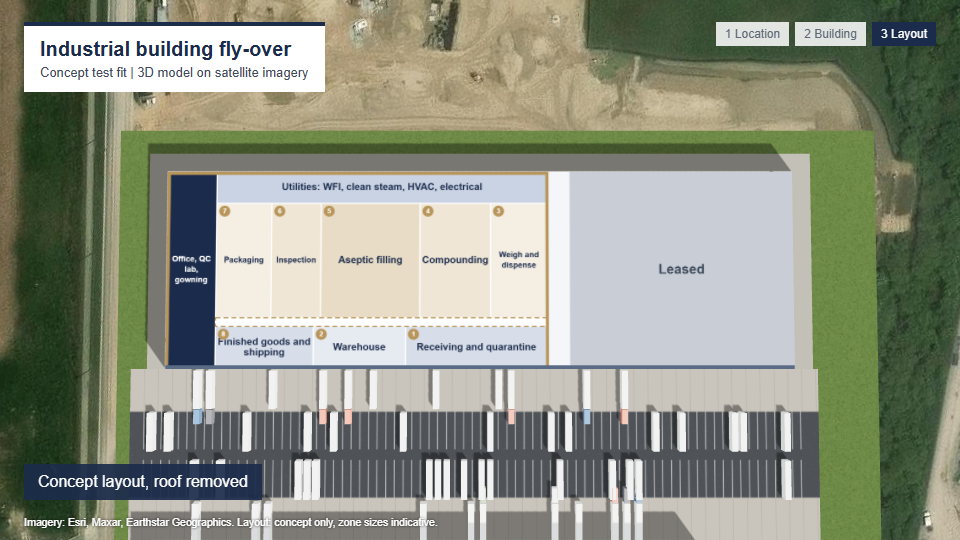 Industrial building fly-over
Concept test fit | 3D model on satellite imagery
1 Location
2 Building
3 Layout
Utilities: WFI, clean steam, HVAC, electrical
7
6
5
4
3
Office, QC
lab,
gowning
Packaging
Inspection
Aseptic filling
Compounding
Weigh and
dispense
Leased
8
2
1
Finished goods and
shipping
Warehouse
Receiving and quarantine
Concept layout, roof removed
Imagery: Esri, Maxar, Earthstar Geographics. Layout: concept only, zone sizes indicative.